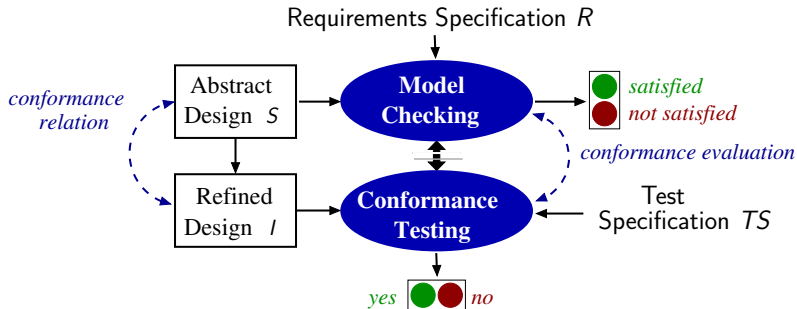 Requirements Specification R
Abstract
Design S
conformance
relation
Model
Checking
satisfied
not satisfied
conformance evaluation
Refined
Design I
Conformance
Testing
Test
Specification TS
yes
no